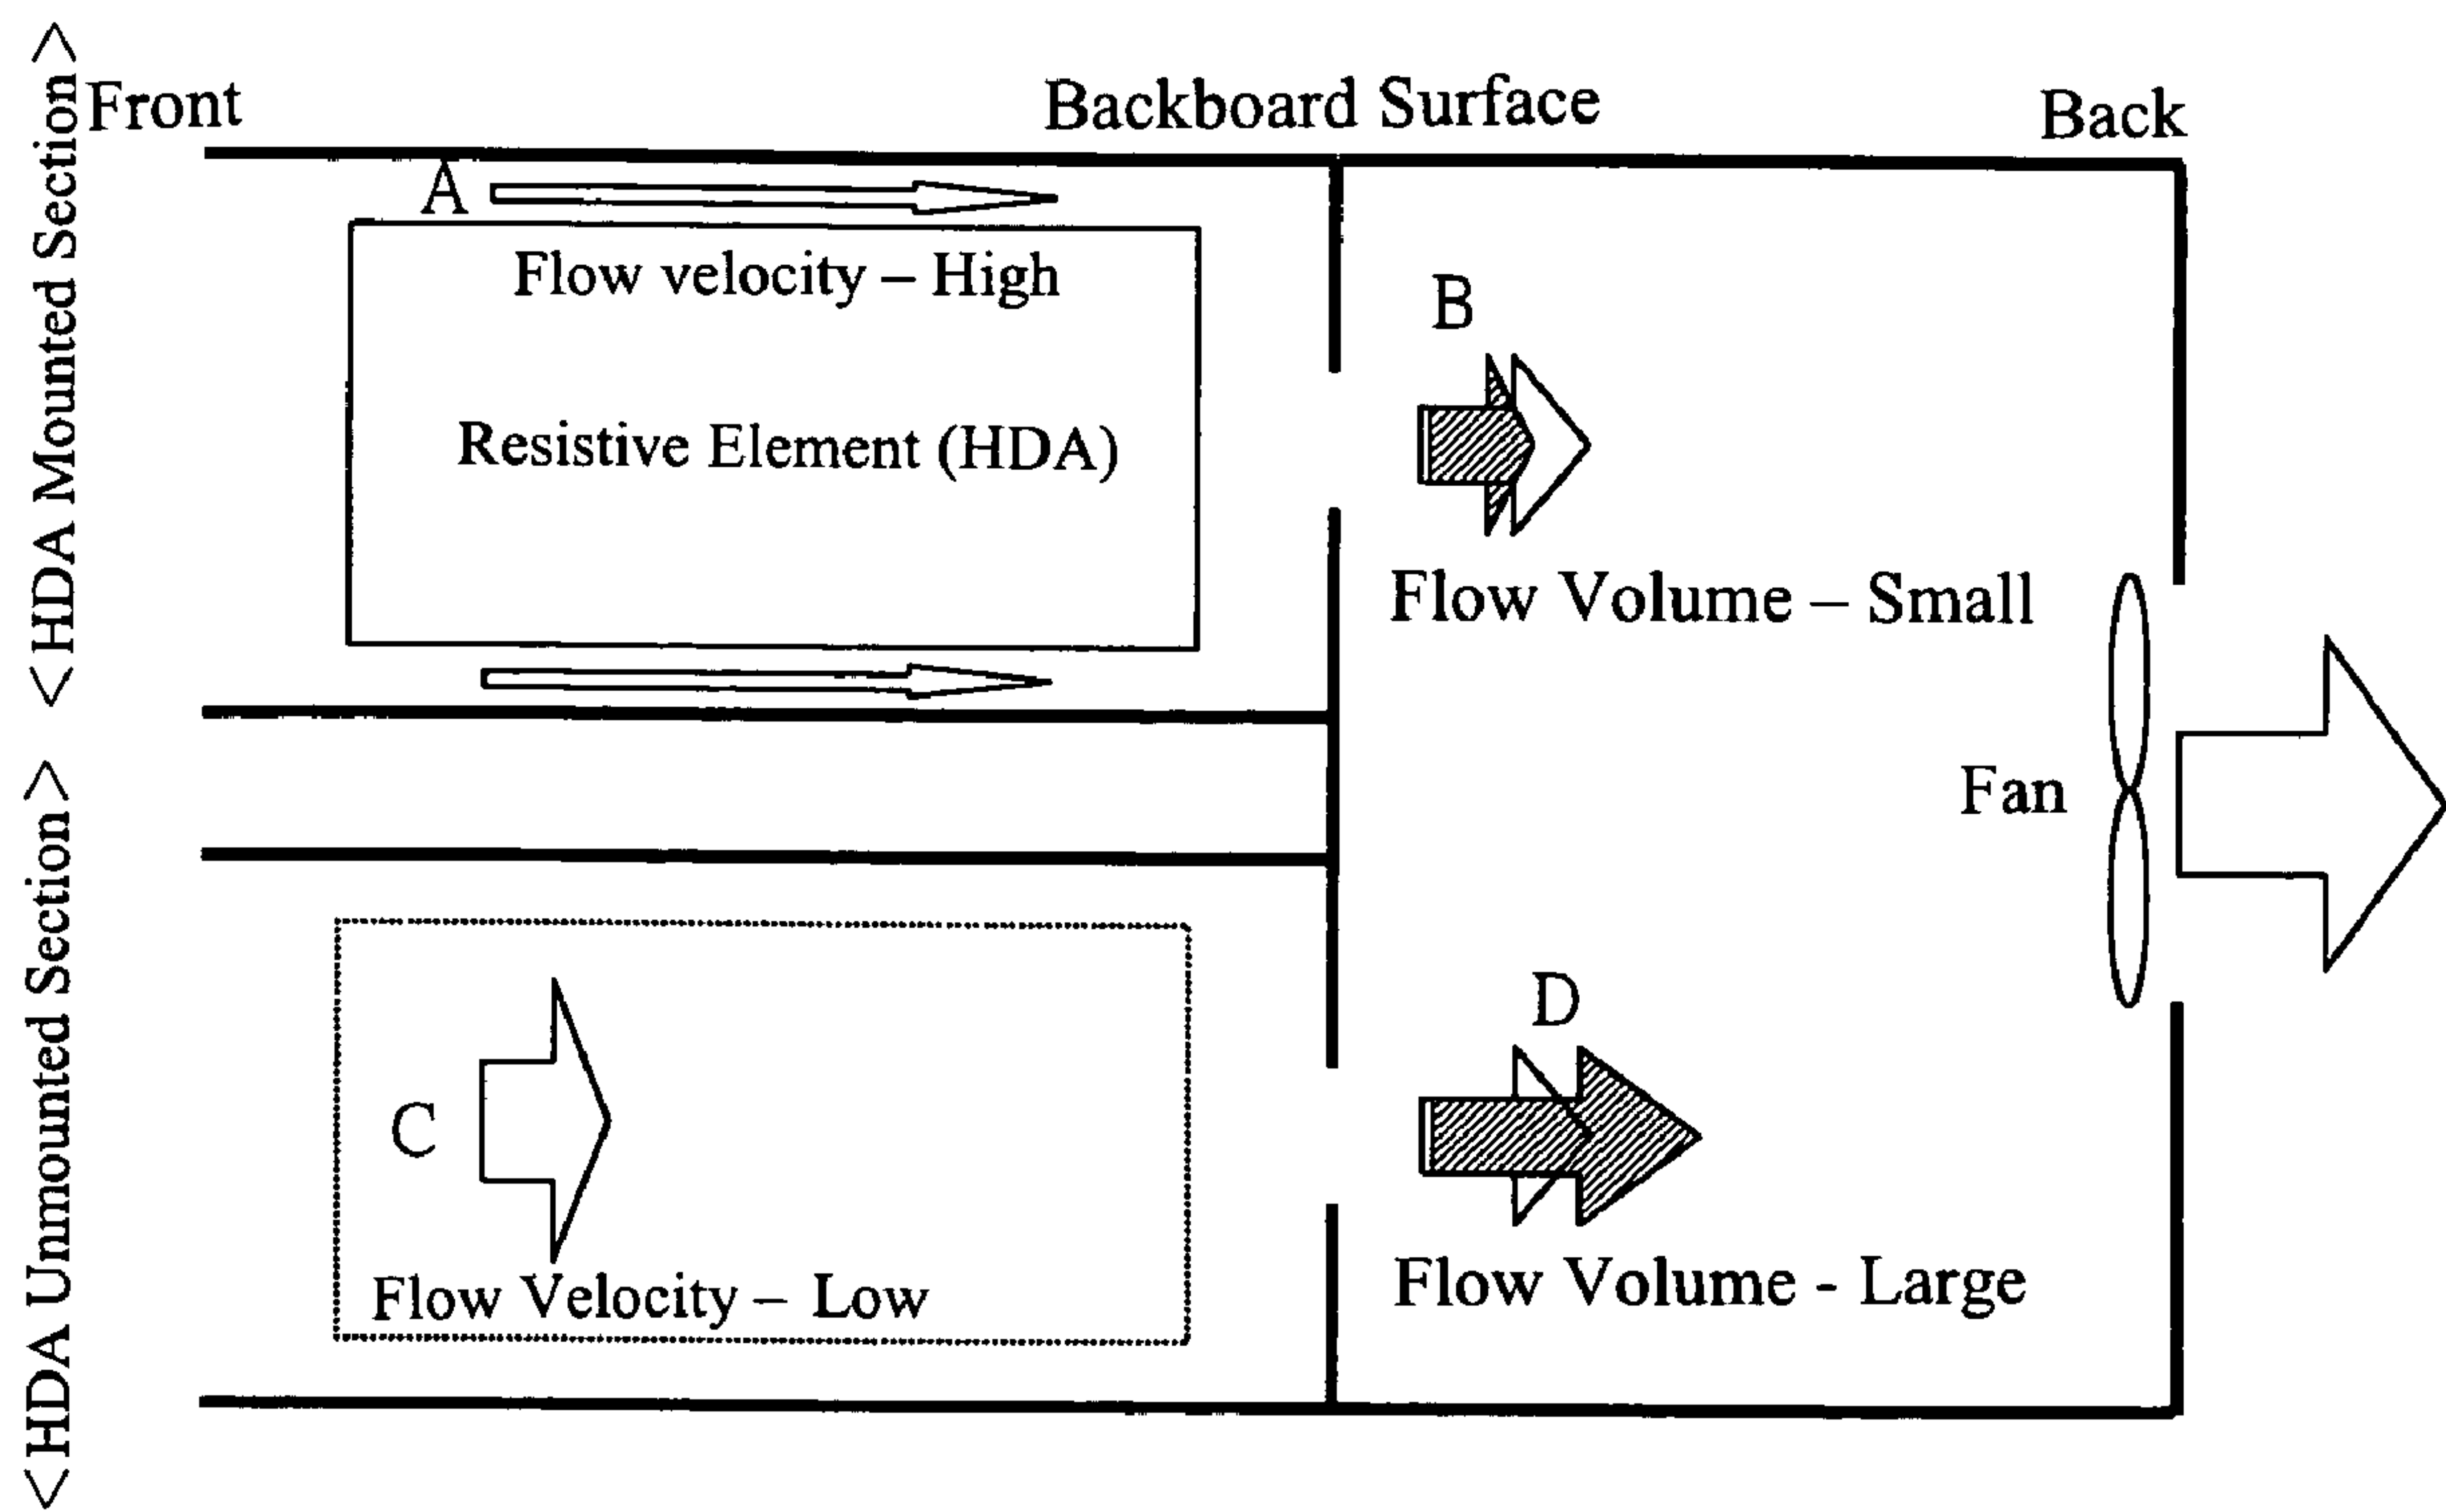 <HDA Mounted Section>
Front
Backboard Surface
Back
A
Flow velocity – High
B
Resistive Element (HDA)
Flow Volume – Small
Fan
<HDA Unmounted Section>
D
C
Flow Velocity – Low
Flow Volume - Large